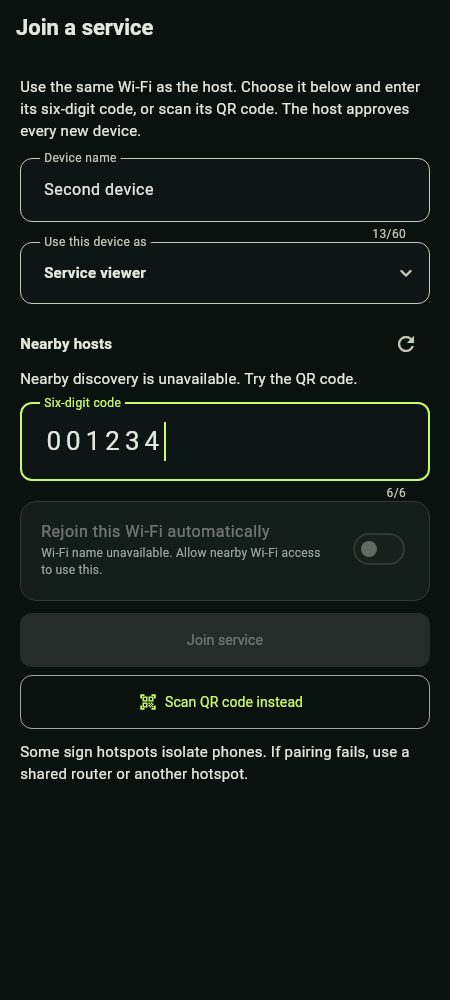 Join a service
Use the same Wi-Fi as the host. Choose it below and enter
its six-digit code, or scan its QR code. The host approves
every new device.
Device name
Second device
13/60
Use this device as
Service viewer
Nearby hosts
Nearby discovery is unavailable. Try the QR code.
Six-digit code
001234
6/6
Rejoin this Wi-Fi automatically
Wi-Fi name unavailable. Allow nearby Wi-Fi access
to use this.
Join service
Scan QR code instead
Some sign hotspots isolate phones. If pairing fails, use a
shared router or another hotspot.